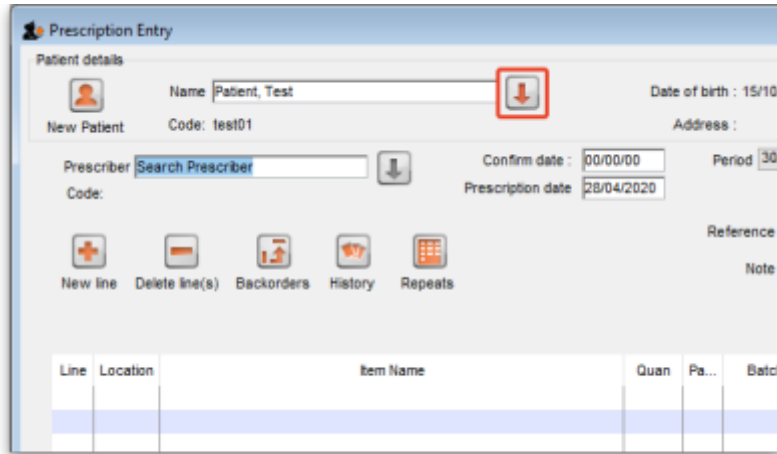 Prescription Entry
Patient details
Name Patient, Test
Date of birth : 15/10
New Patient
Code: test01
Address :
Prescriber Search Prescriber
Confirm date : 00/00/00
Period 30
Code:
Prescription date 28/04/2020
Reference
Note
New line Delete line(s) Backorders History Repeats
Line Location Item Name Quan Pa... Batc